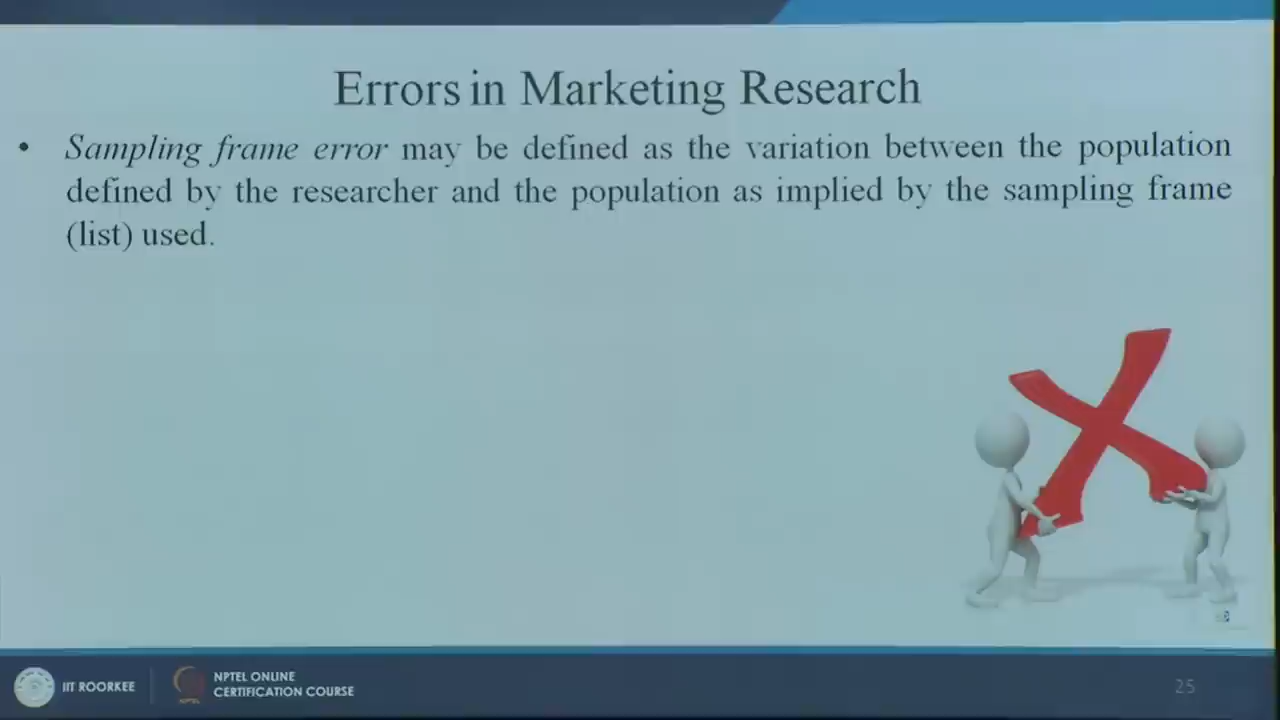 Errors in Marketing Research
• Sampling frame error may be defined as the variation between the population
defined by the researcher and the population as implied by the sampling frame
(list) used.
IIT ROORKEE
NPTEL ONLINE
CERTIFICATION COURSE
25